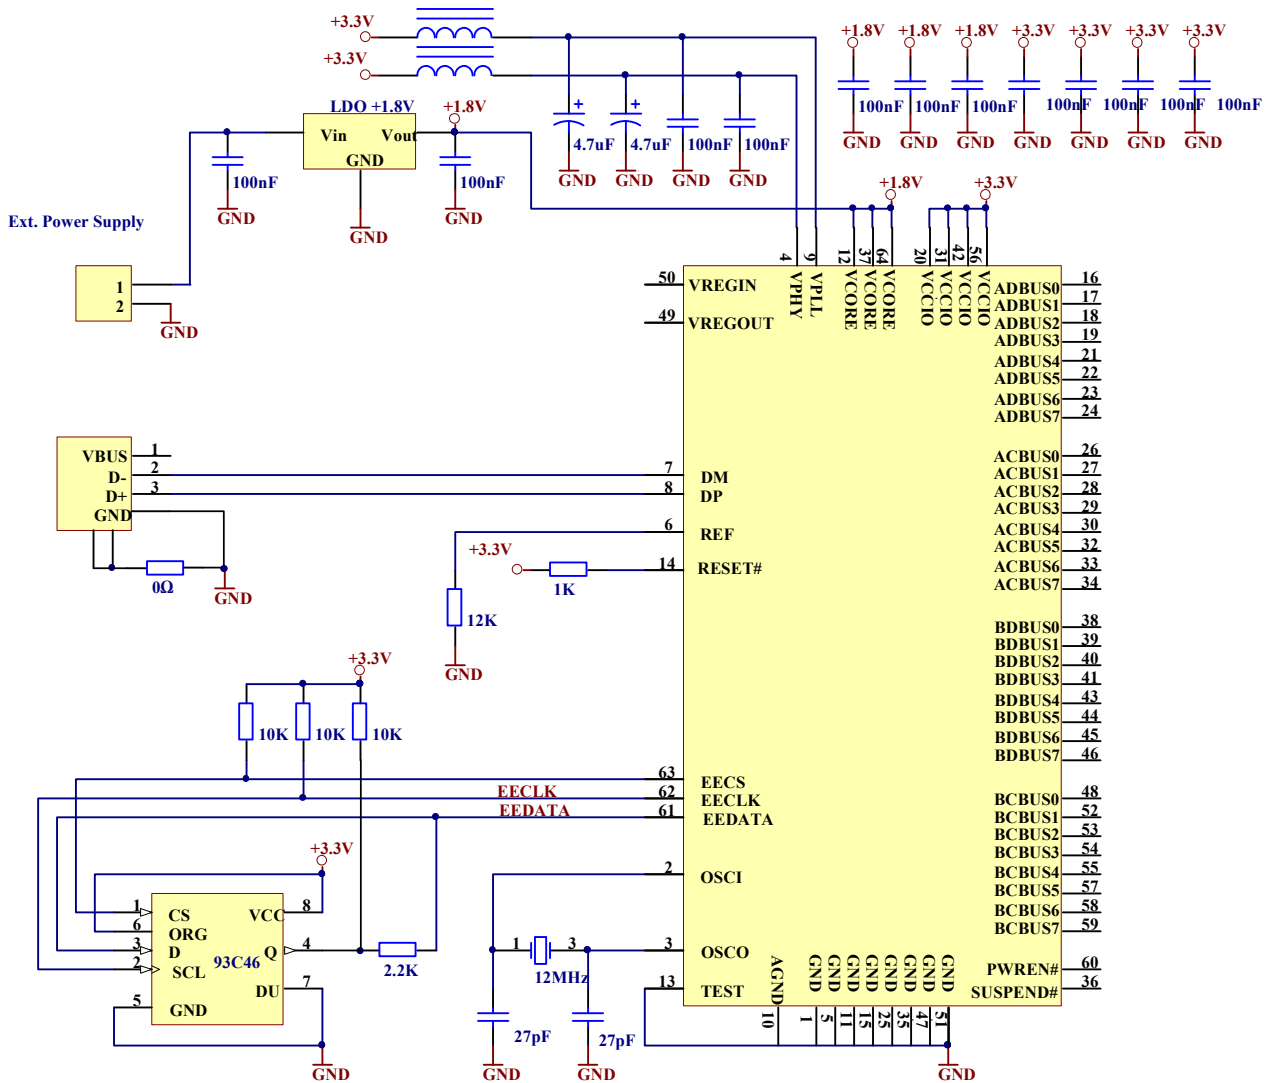 +3.3V
+3.3V
+1.8V +1.8V +1.8V +3.3V +3.3V +3.3V +3.3V
100nF 100nF 100nF 100nF 100nF 100nF 100nF
GND GND GND GND GND GND GND
LDO +1.8V
+1.8V
Vin Vout
GND
4.7uF 4.7uF 100nF 100nF
GND GND GND GND
100nF 100nF
GND GND GND
Ext. Power Supply
1
2
GND
+1.8V +3.3V
4 9 12 37 64 20 31 42 56
VPHY VPLL VCORE VCORE VCORE VCCIO VCCIO VCCIO VCCIO
50 VREGIN
49 VREGOUT
ADBUS0 16
ADBUS1 17
ADBUS2 18
ADBUS3 19
ADBUS4 21
ADBUS5 22
ADBUS6 23
ADBUS7 24
VBUS 1
D- 2
D+ 3
GND
0Ω
GND
7 DM
8 DP
6 REF
+3.3V
1K
14 RESET#
12K
GND
ACBUS0 26
ACBUS1 27
ACBUS2 28
ACBUS3 29
ACBUS4 30
ACBUS5 32
ACBUS6 33
ACBUS7 34
BDBUS0 38
BDBUS1 39
BDBUS2 40
BDBUS3 41
BDBUS4 43
BDBUS5 44
BDBUS6 45
BDBUS7 46
+3.3V
10K 10K 10K
63 EECS
EECLK 62 EECLK
EEDATA 61 EEDATA
BCBUS0 48
BCBUS1 52
BCBUS2 53
BCBUS3 54
BCBUS4 55
BCBUS5 57
BCBUS6 58
BCBUS7 59
+3.3V
1 CS VCC 8
6 ORG
3 D Q 4
2 SCL
93C46
DU 7
5 GND
2.2K
GND
2 OSCI
1 3
12MHz
3 OSCO
13 TEST
27pF 27pF
GND GND
PWREN# 60
SUSPEND# 36
AGND GND GND GND GND GND GND GND GND
10 1 5 11 15 25 35 47 51
GND